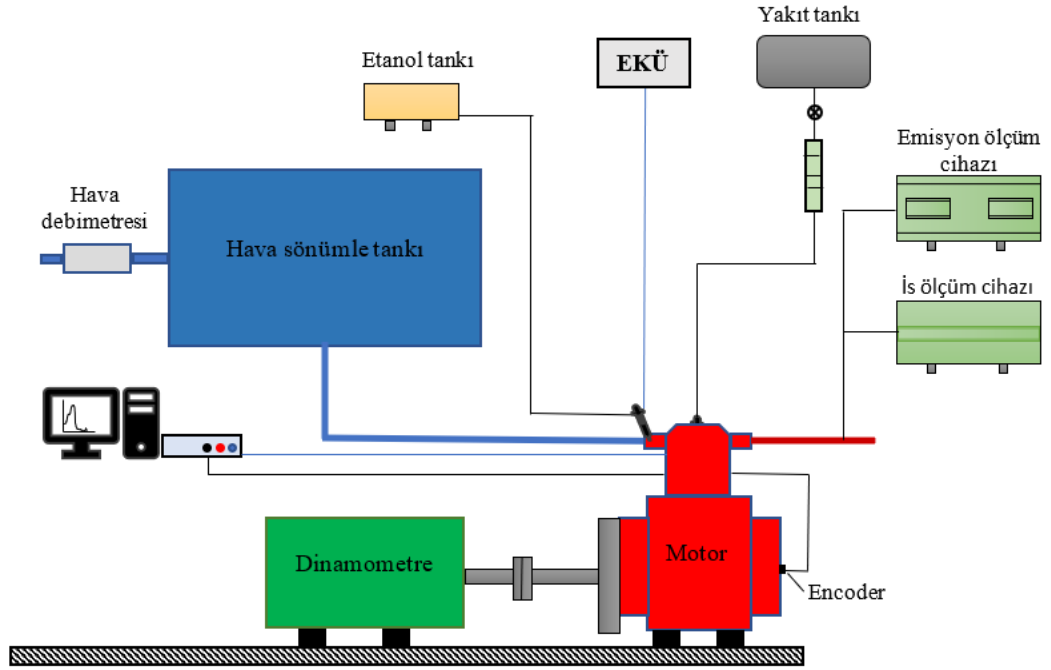 Yakıt tankı
Etanol tankı
EKÜ
Emisyon ölçüm
cihazı
Hava
debimetresi
Hava sönümle tankı
İs ölçüm cihazı
Dinamometre
Motor
Encoder